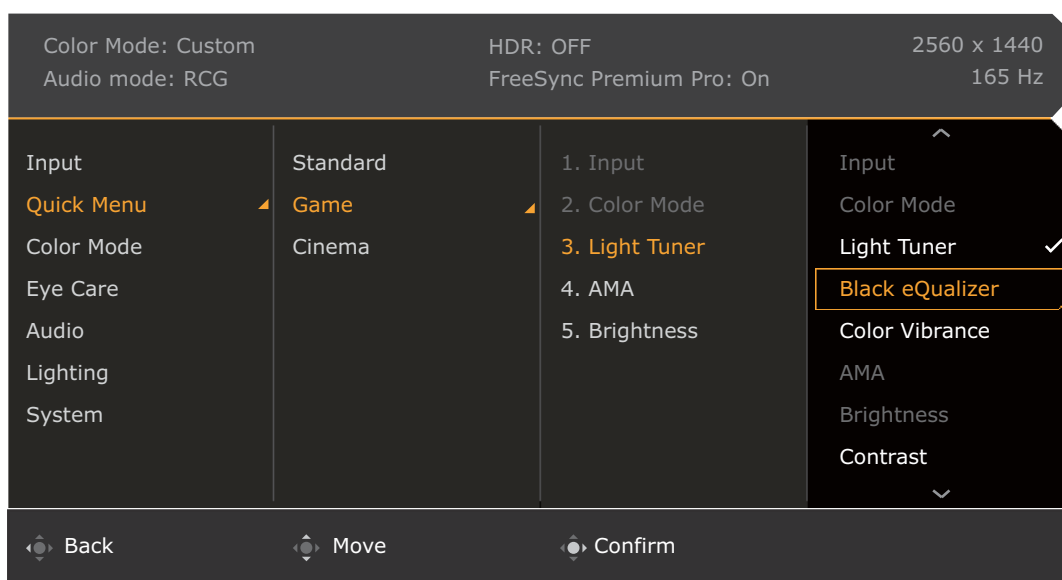 Color Mode: Custom
HDR: OFF
2560 x 1440
Audio mode: RCG
FreeSync Premium Pro: On
165 Hz
Input
Quick Menu
Color Mode
Eye Care
Audio
Lighting
System
Standard
Game
Cinema
1. Input
2. Color Mode
3. Light Tuner
4. AMA
5. Brightness
Input
Color Mode
Light Tuner
Black eQualizer
Color Vibrance
AMA
Brightness
Contrast
Back
Move
Confirm